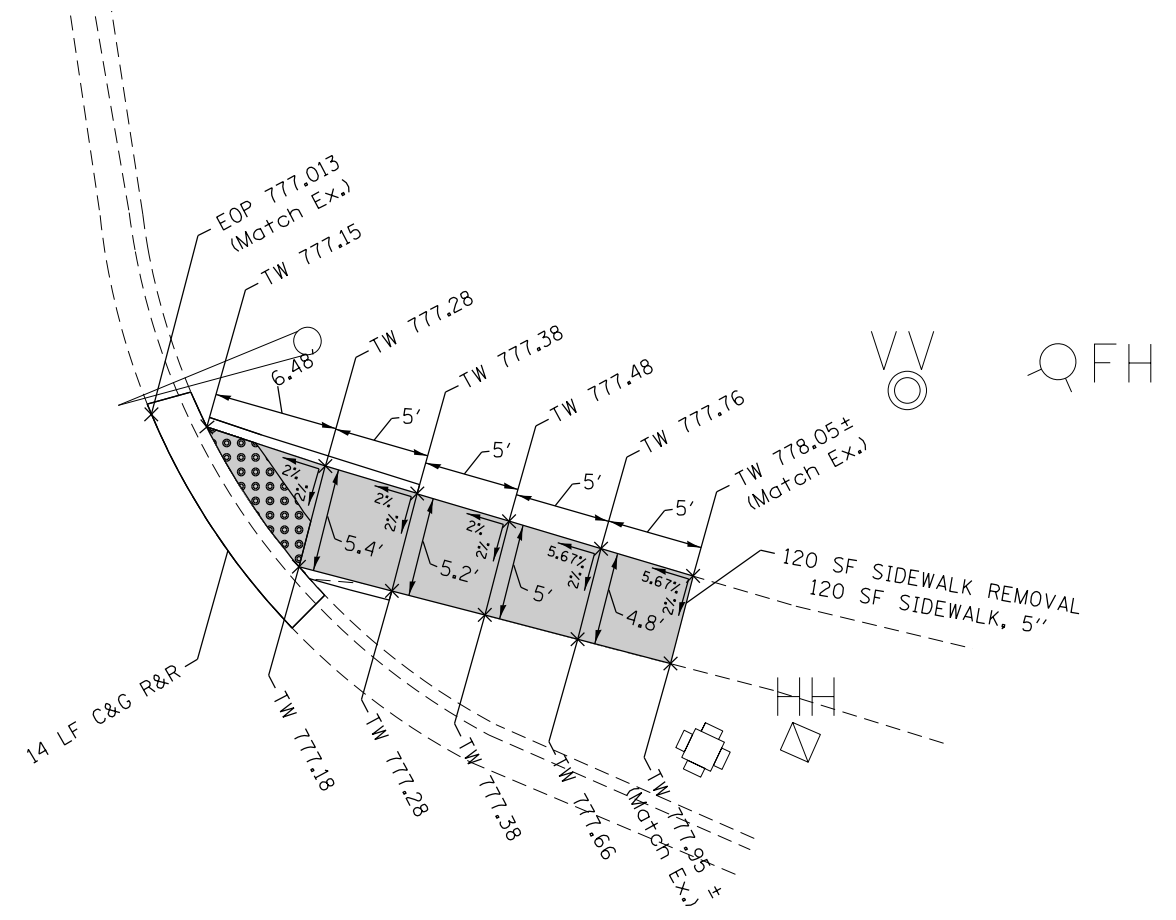 EOP 777.013
(Match Ex.)
TW 777.15
TW 777.28
TW 777.38
TW 777.48
TW 777.76
TW 778.05±
(Match Ex.)
6.48'
5'
5'
5'
5'
2%
2%
2%
2%
2%
2%
5.67%
2%
5.67%
2%
5.4'
5.2'
5'
4.8'
W
FH
120 SF SIDEWALK REMOVAL
120 SF SIDEWALK, 5"
HH
14 LF C&G R&R
TW 777.18
TW 777.28
TW 777.38
TW 777.66
TW 777.95 ±
(Match Ex.)